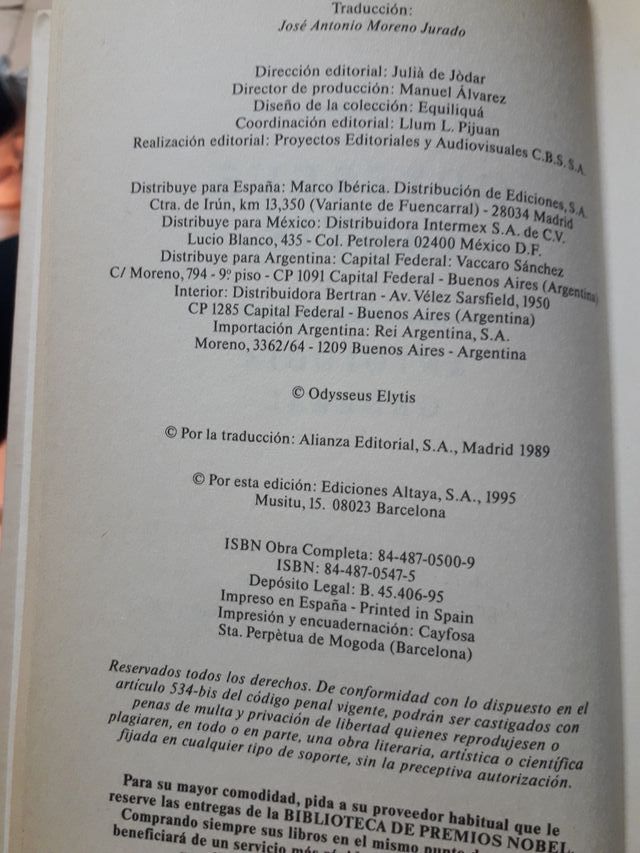 Traducción:
José Antonio Moreno Jurado
Dirección editorial: Julià de Jòdar
Director de producción: Manuel Álvarez
Diseño de la colección: Equiliquá
Coordinación editorial: Llum L. Pijuan
Realización editorial: Proyectos Editoriales y Audiovisuales C.B.S. S.A.
Distribuye para España: Marco Ibérica. Distribución de Ediciones, S.A.
Ctra. de Irún, km 13,350 (Variante de Fuencarral) - 28034 Madrid
Distribuye para México: Distribuidora Intermex S.A. de C.V.
Lucio Blanco, 435 - Col. Petrolera 02400 México D.F.
Distribuye para Argentina: Capital Federal: Vaccaro Sánchez
C/ Moreno, 794 - 9º piso - CP 1091 Capital Federal - Buenos Aires (Argentina)
Interior: Distribuidora Bertran - Av. Vélez Sarsfield, 1950
CP 1285 Capital Federal - Buenos Aires (Argentina)
Importación Argentina: Rei Argentina, S.A.
Moreno, 3362/64 - 1209 Buenos Aires - Argentina
© Odysseus Elytis
© Por la traducción: Alianza Editorial, S.A., Madrid 1989
© Por esta edición: Ediciones Altaya, S.A., 1995
Musitu, 15. 08023 Barcelona
ISBN Obra Completa: 84-487-0500-9
ISBN: 84-487-0547-5
Depósito Legal: B. 45.406-95
Impreso en España - Printed in Spain
Impresión y encuadernación: Cayfosa
Sta. Perpètua de Mogoda (Barcelona)
Reservados todos los derechos. De conformidad con lo dispuesto en el
artículo 534-bis del código penal vigente, podrán ser castigados con
penas de multa y privación de libertad quienes reprodujesen o
plagiaren, en todo o en parte, una obra literaria, artística o científica
fijada en cualquier tipo de soporte, sin la preceptiva autorización.
Para su mayor comodidad, pida a su proveedor habitual que le
reserve las entregas de la BIBLIOTECA DE PREMIOS NOBEL.
Comprando siempre sus libros en el mismo punto
beneficiará de un servicio más